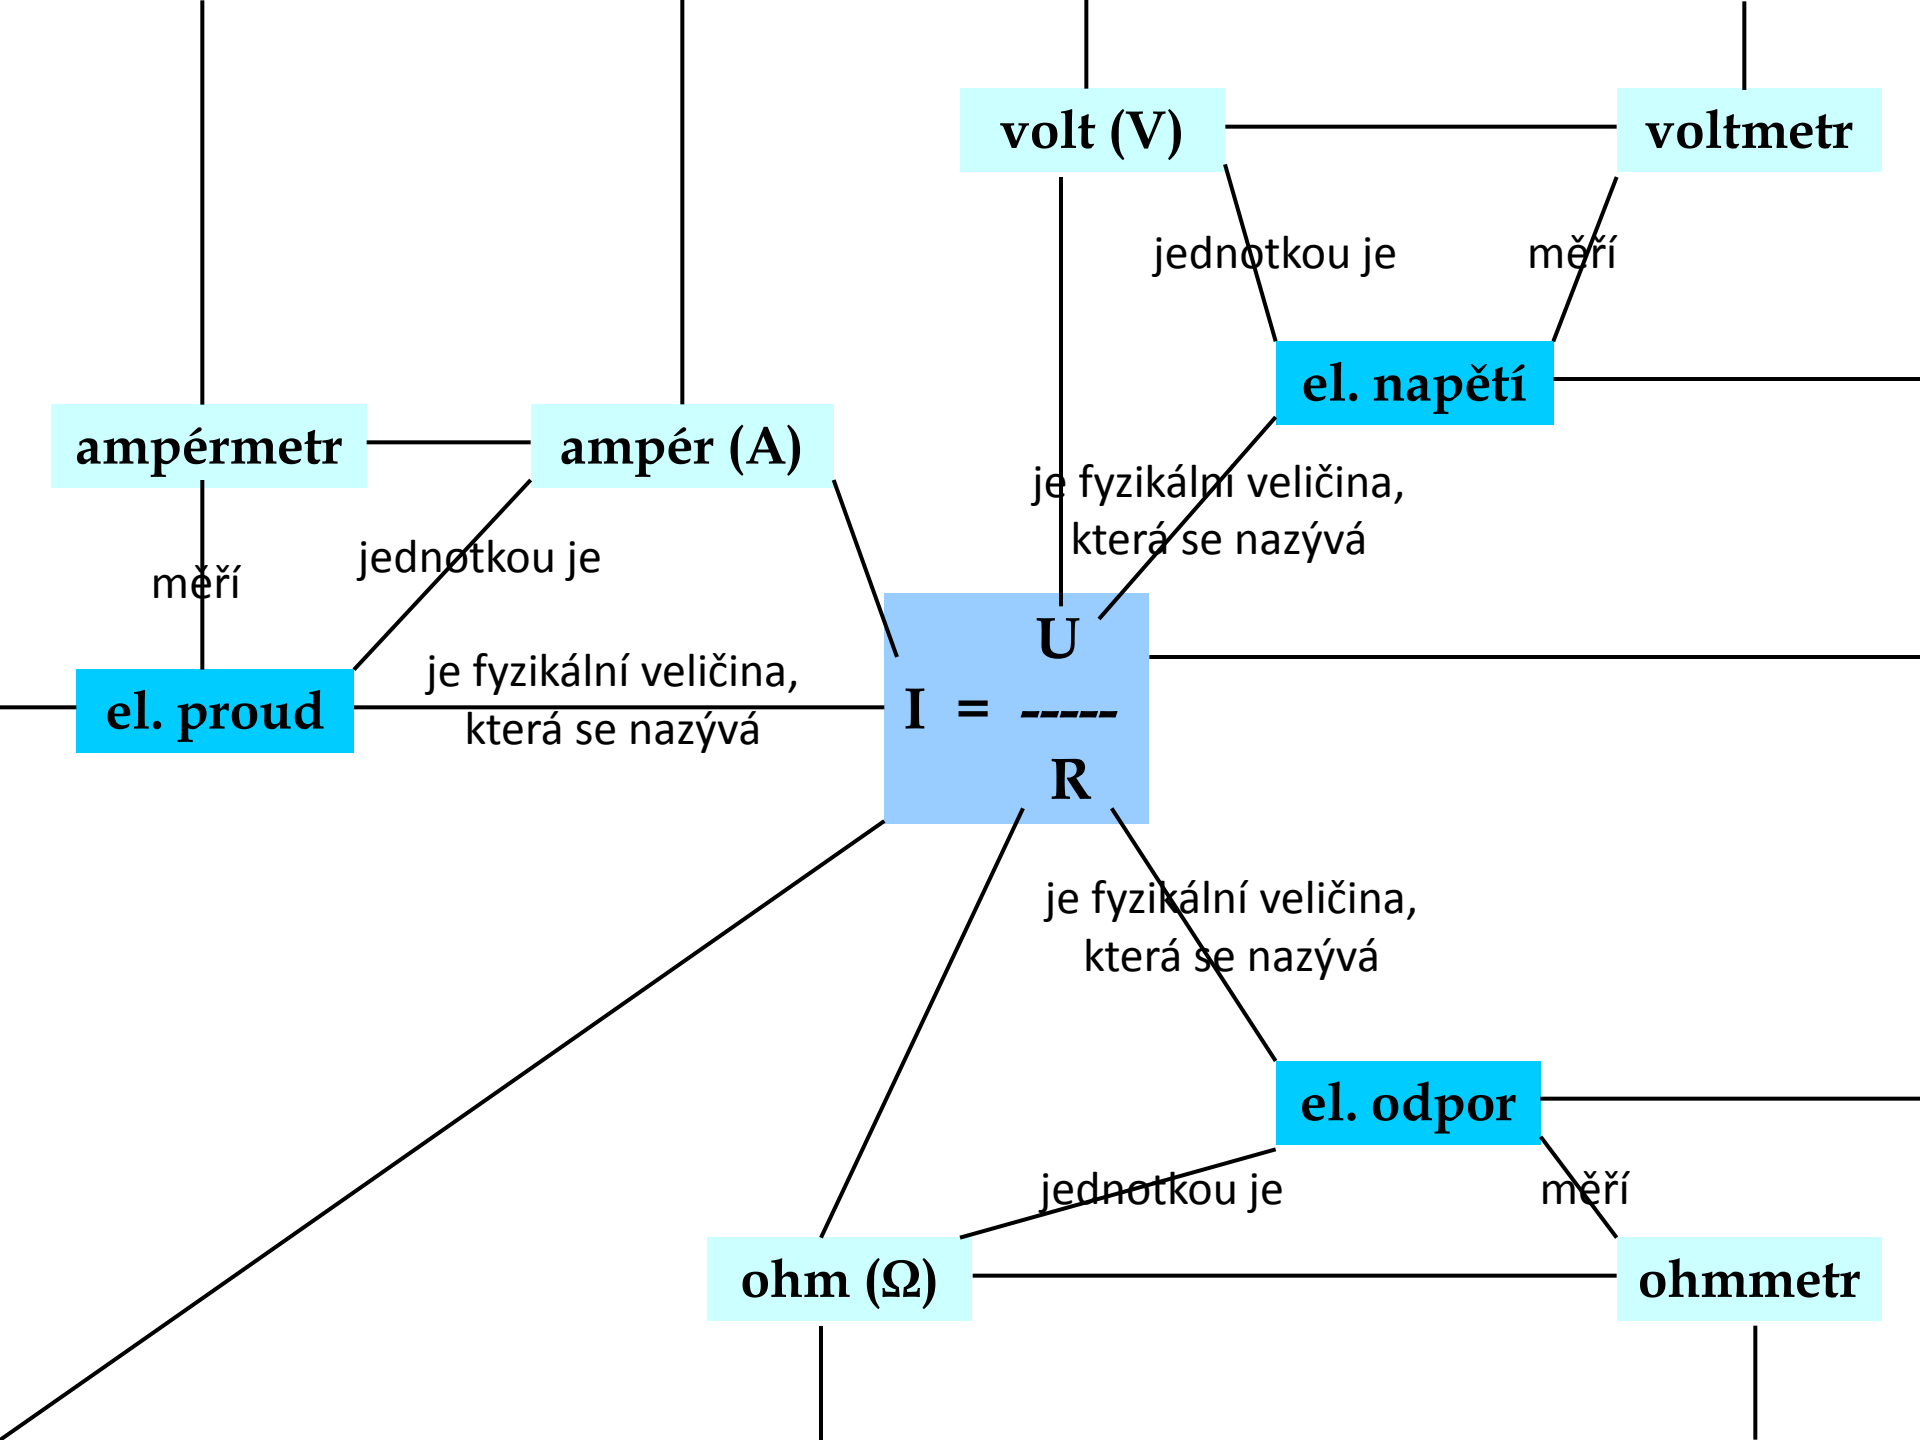 volt (V)
voltmetr
jednotkou je
měří
el. napětí
ampérmetr
ampér (A)
je fyzikální veličina,
která se nazývá
měří
jednotkou je
el. proud
je fyzikální veličina,
která se nazývá
U
I = -----
R
je fyzikální veličina,
která se nazývá
el. odpor
jednotkou je
měří
ohm (Ω)
ohmmetr